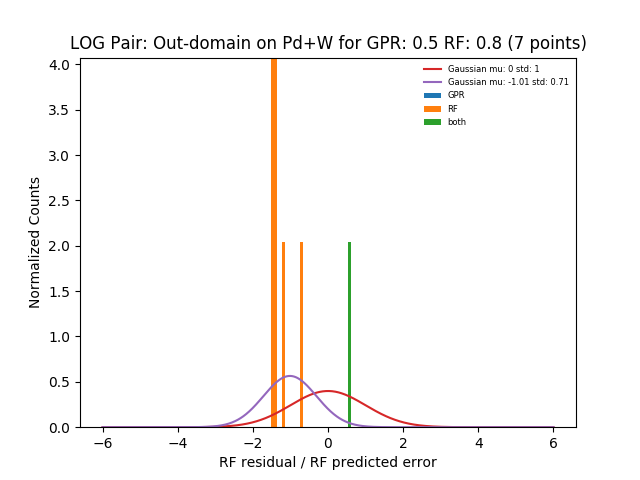 LOG Pair: Out-domain on Pd+W for GPR: 0.5 RF: 0.8 (7 points)
Gaussian mu: 0 std: 1
Gaussian mu: -1.01 std: 0.71
GPR
RF
both
Normalized Counts
4.0
3.5
3.0
2.5
2.0
1.5
1.0
0.5
0.0
−6 −4 −2 0 2 4 6
RF residual / RF predicted error